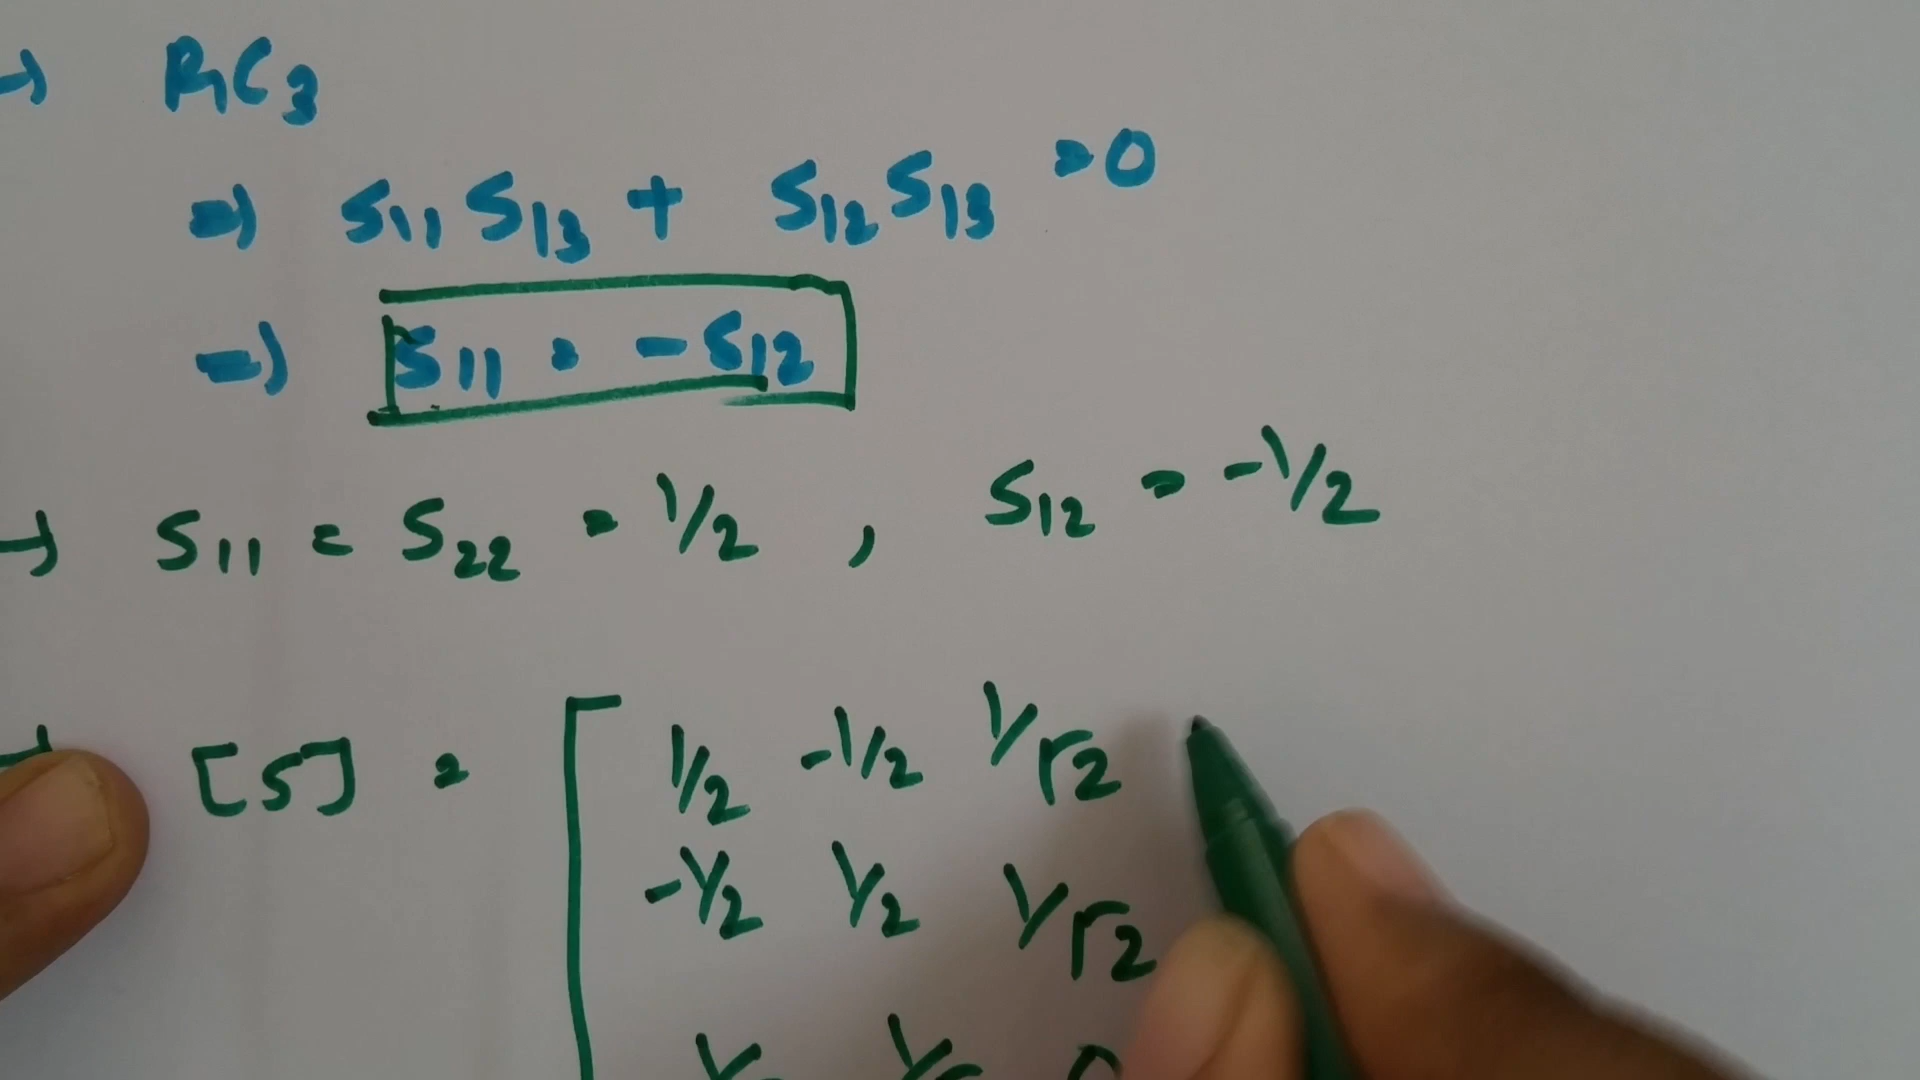 → R1C3
⇒ S11 S13 + S12 S13 = 0
⇒ S11 = -S12
→ S11 = S22 = 1/2 , S12 = -1/2
[S] = [ 1/2 -1/2 1/√2
-1/2 1/2 1/√2